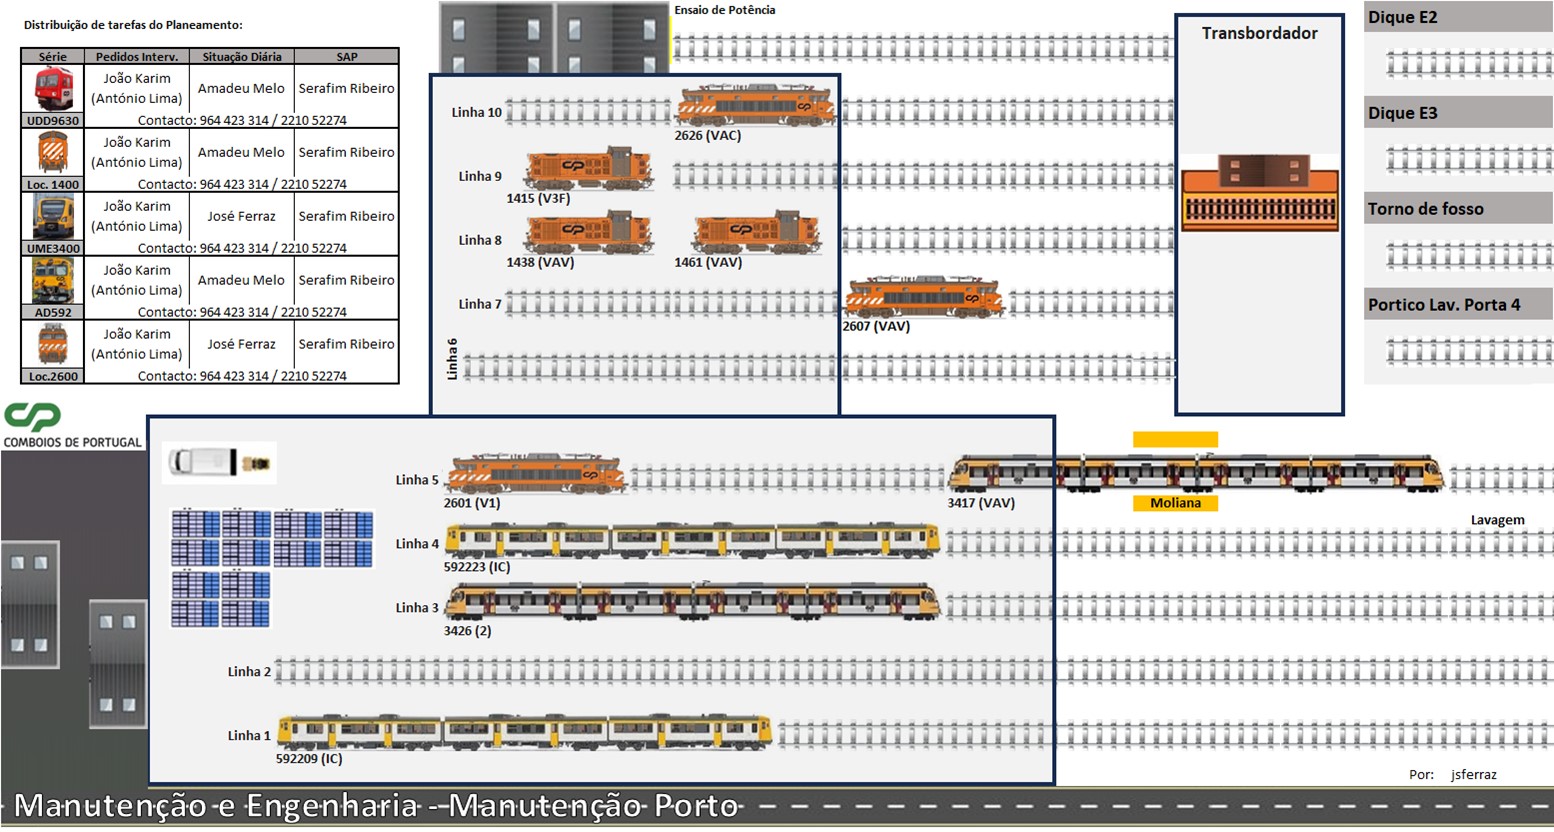 Distribuição de tarefas do Planeamento:
Série Pedidos Interv. Situação Diária SAP
UDD9630 João Karim (António Lima) Amadeu Melo Serafim Ribeiro
Contacto: 964 423 314 / 2210 52274
Loc. 1400 João Karim (António Lima) Amadeu Melo Serafim Ribeiro
Contacto: 964 423 314 / 2210 52274
UME3400 João Karim (António Lima) José Ferraz Serafim Ribeiro
Contacto: 964 423 314 / 2210 52274
AD592 João Karim (António Lima) Amadeu Melo Serafim Ribeiro
Contacto: 964 423 314 / 2210 52274
Loc.2600 João Karim (António Lima) José Ferraz Serafim Ribeiro
Contacto: 964 423 314 / 2210 52274
CP
COMBOIOS DE PORTUGAL
Ensaio de Potência
Linha 10
2626 (VAC)
Linha 9
1415 (V3F)
Linha 8
1438 (VAV)
1461 (VAV)
Linha 7
2607 (VAV)
Linha 6
Transbordador
Dique E2
Dique E3
Torno de fosso
Portico Lav. Porta 4
Linha 5
2601 (V1)
3417 (VAV)
Moliana
Lavagem
Linha 4
592223 (IC)
Linha 3
3426 (2)
Linha 2
Linha 1
592209 (IC)
Por: jsferraz
Manutenção e Engenharia - Manutenção Porto